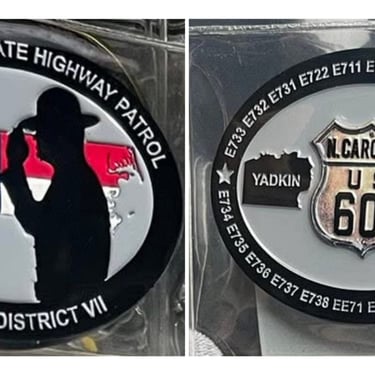 ATE HIGHWAY PATROL
DISTRICT VII
E733 E732 E731 E722 E711
YADKIN
N.CARO
U S
60
E734 E735 E736 E737 E738 EE71